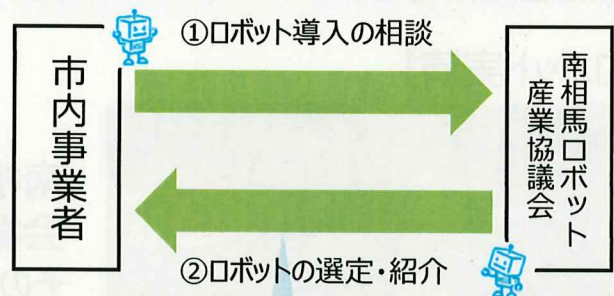 ①ロボット導入の相談
市内事業者
南相馬ロボット
産業協議会
②ロボットの選定・紹介